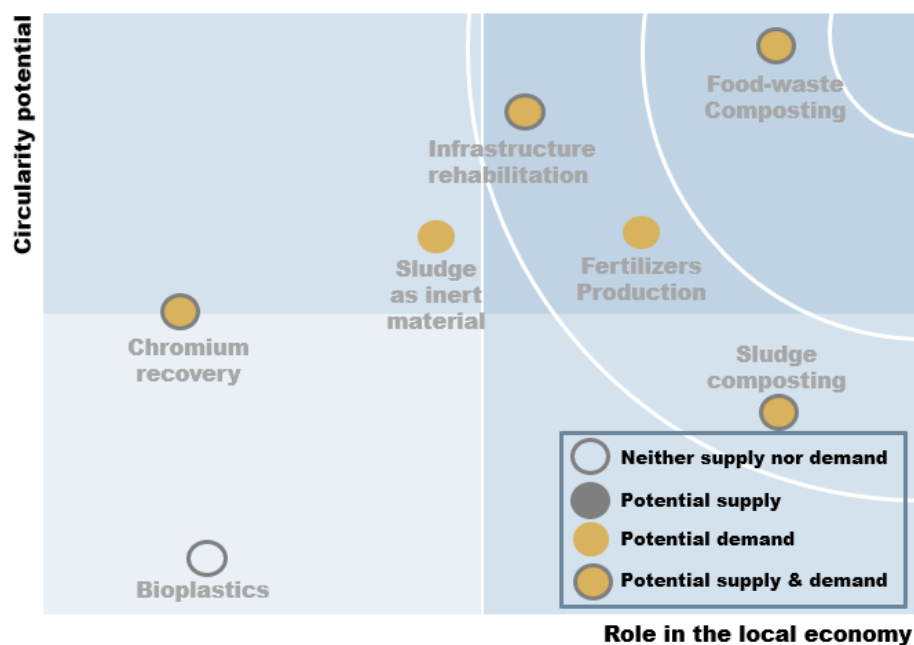 Circularity potential
Food-waste
Composting
Infrastructure
rehabilitation
Sludge
as inert
material
Fertilizers
Production
Chromium
recovery
Sludge
composting
Bioplastics
Neither supply nor demand
Potential supply
Potential demand
Potential supply & demand
Role in the local economy